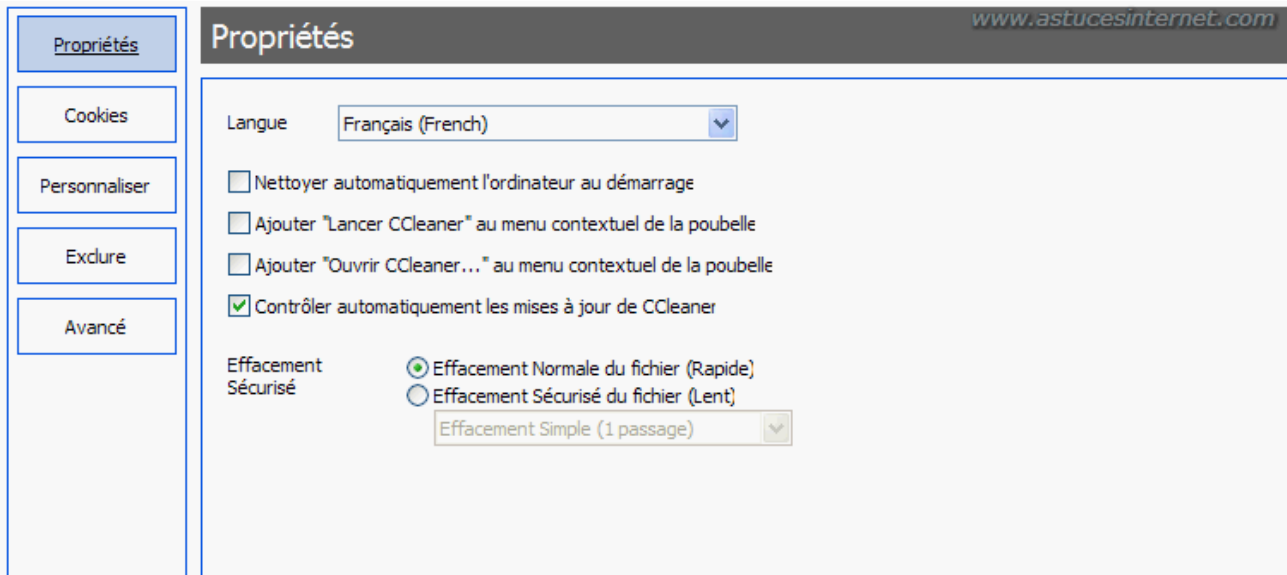 www.astucesinternet.com
Propriétés
Propriétés
Cookies
Personnaliser
Exclure
Avancé
Langue Français (French)
Nettoyer automatiquement l'ordinateur au démarrage
Ajouter "Lancer CCleaner" au menu contextuel de la poubelle
Ajouter "Ouvrir CCleaner..." au menu contextuel de la poubelle
Contrôler automatiquement les mises à jour de CCleaner
Effacement
Sécurisé
Effacement Normale du fichier (Rapide)
Effacement Sécurisé du fichier (Lent)
Effacement Simple (1 passage)